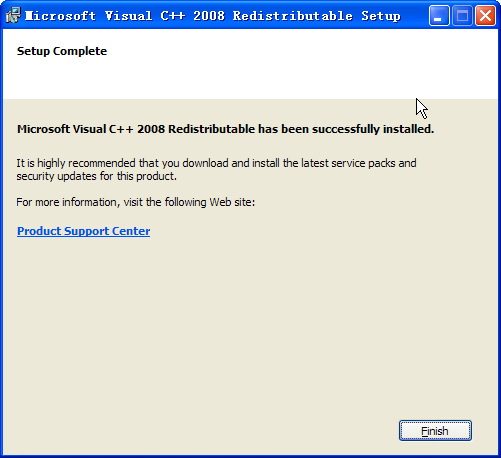 Microsoft Visual C++ 2008 Redistributable Setup
Setup Complete
Microsoft Visual C++ 2008 Redistributable has been successfully installed.
It is highly recommended that you download and install the latest service packs and
security updates for this product.
For more information, visit the following Web site:
Product Support Center
Finish